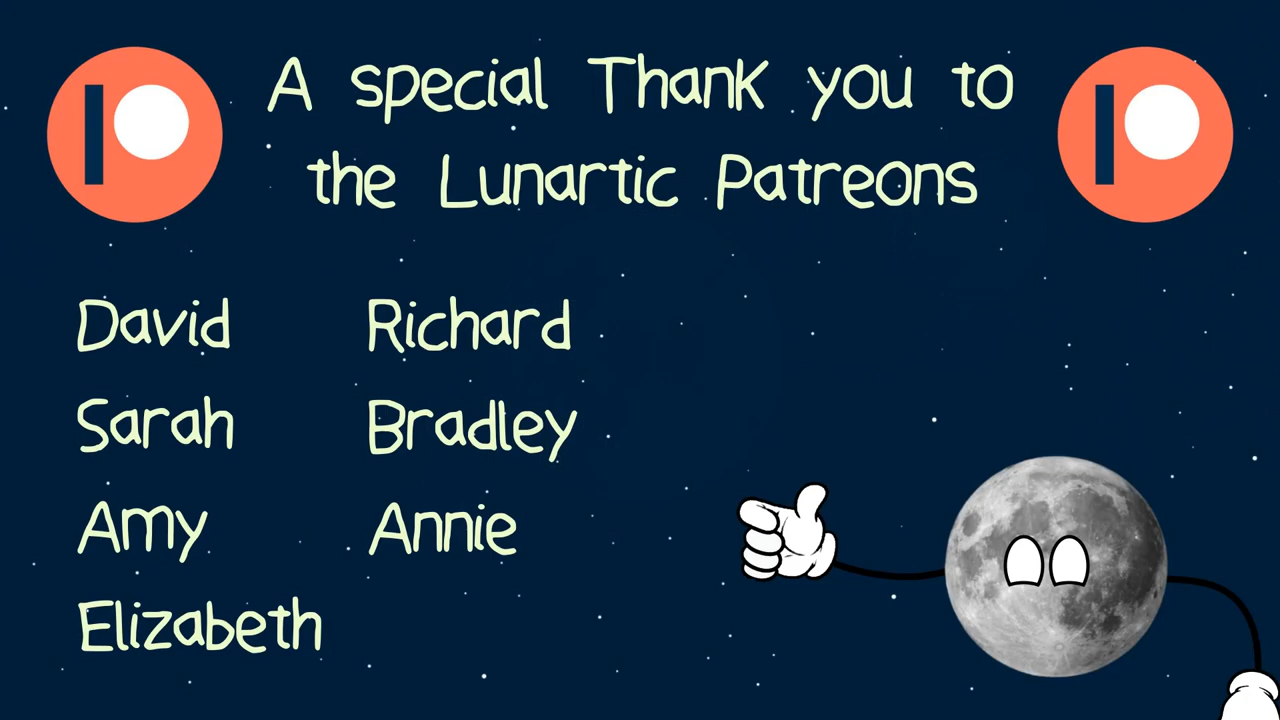 A special Thank you to
the Lunartic Patreons
David
Sarah
Amy
Elizabeth
Richard
Bradley
Annie